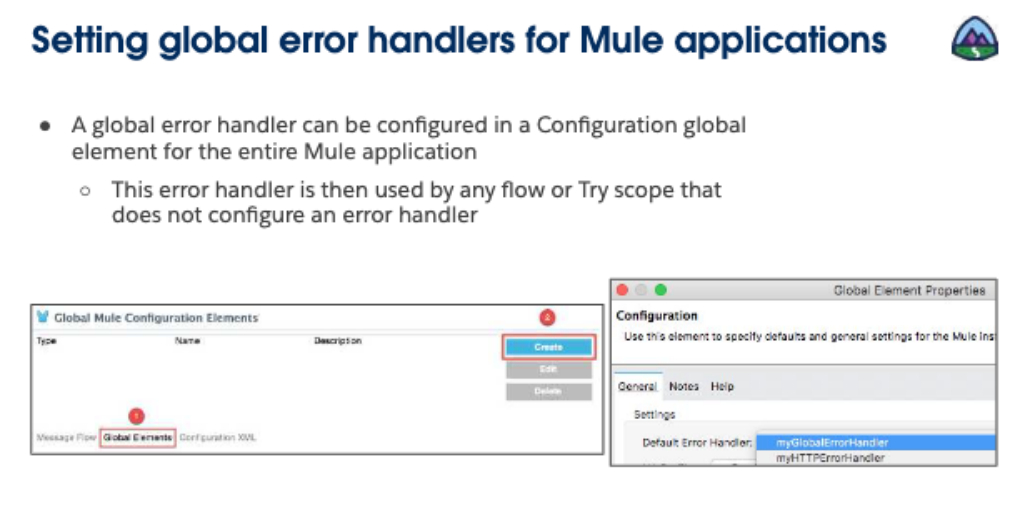 Setting global error handlers for Mule applications
● A global error handler can be configured in a Configuration global
element for the entire Mule application
○ This error handler is then used by any flow or Try scope that
does not configure an error handler
Global Mule Configuration Elements
2
Type Name Description
Create
Edit
Delete
1
Message Flow Global Elements Configuration XML
Global Element Properties
Configuration
Use this element to specify defaults and general settings for the Mule ins
General Notes Help
Settings
Default Error Handler: myGlobalErrorHandler
myHTTPErrorHandler